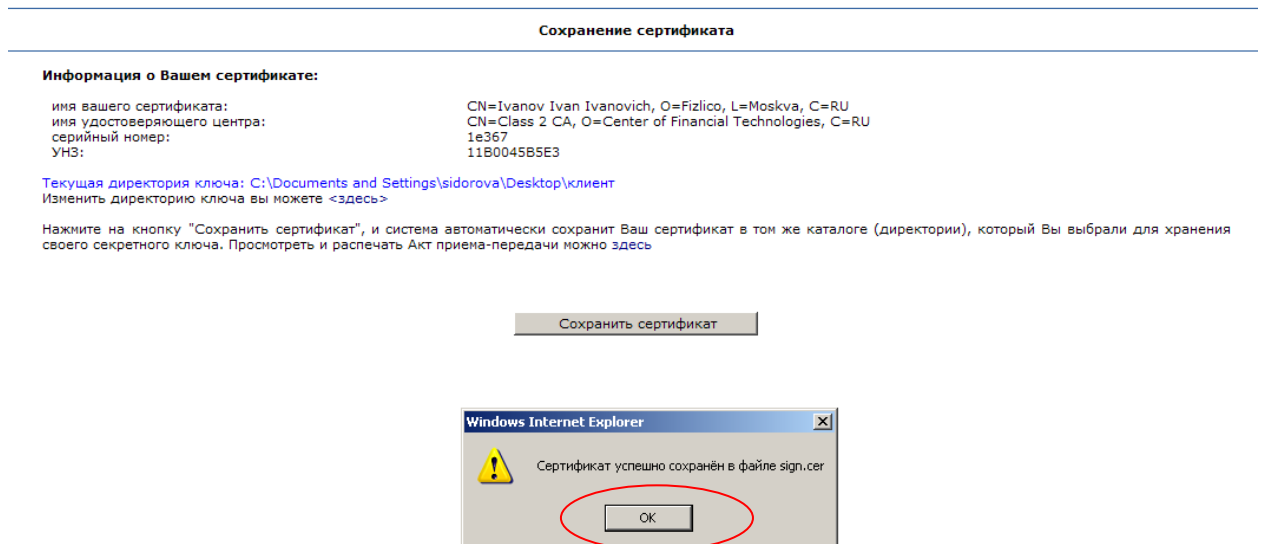 Сохранение сертификата
Информация о Вашем сертификате:
имя вашего сертификата: CN=Ivanov Ivan Ivanovich, O=Fizlico, L=Moskva, C=RU
имя удостоверяющего центра: CN=Class 2 CA, O=Center of Financial Technologies, C=RU
серийный номер: 1e367
УНЗ: 11B0045B5E3
Текущая директория ключа: C:\Documents and Settings\sidorova\Desktop\клиент
Изменить директорию ключа вы можете <здесь>
Нажмите на кнопку "Сохранить сертификат", и система автоматически сохранит Ваш сертификат в том же каталоге (директории), который Вы выбрали для хранения
своего секретного ключа. Просмотреть и распечать Акт приема-передачи можно здесь
Сохранить сертификат
Windows Internet Explorer
Сертификат успешно сохранён в файле sign.cer
OK